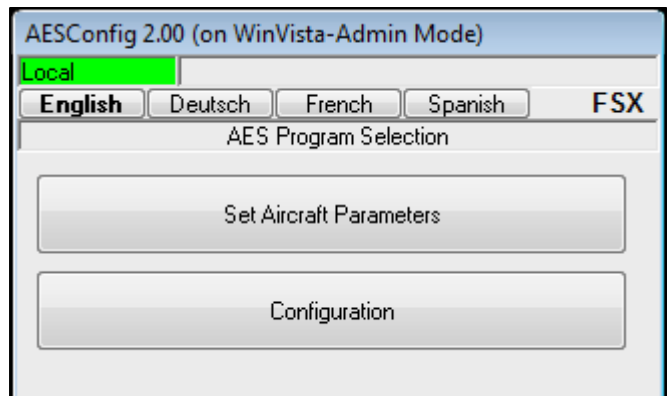 AESConfig 2.00 (on WinVista-Admin Mode)
Local
English Deutsch French Spanish FSX
AES Program Selection
Set Aircraft Parameters
Configuration